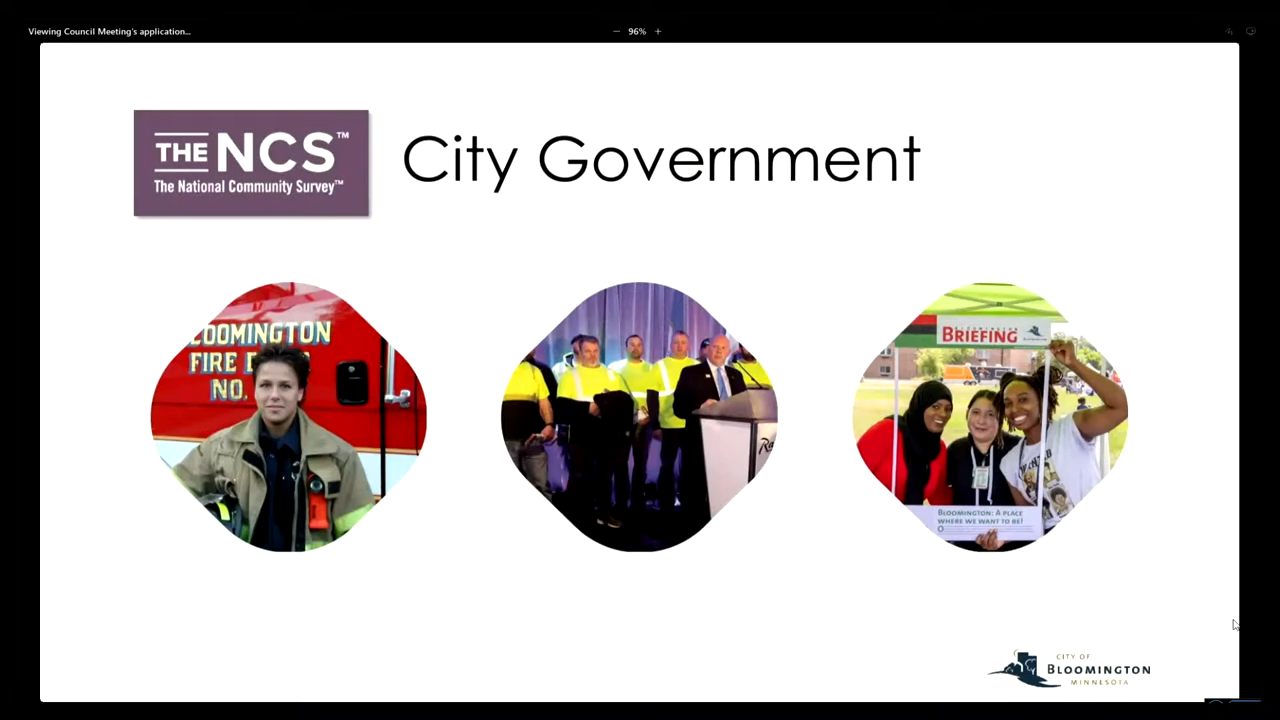 Viewing Council Meeting's application...
— 96% +
THE NCS™
The National Community Survey™
City Government
LOOMINGTON
FIRE D
NO.
BLOOMINGTON
BRIEFING
BLOOMINGTON: A PLACE
WHERE WE WANT TO BE!
CITY OF
BLOOMINGTON
MINNESOTA